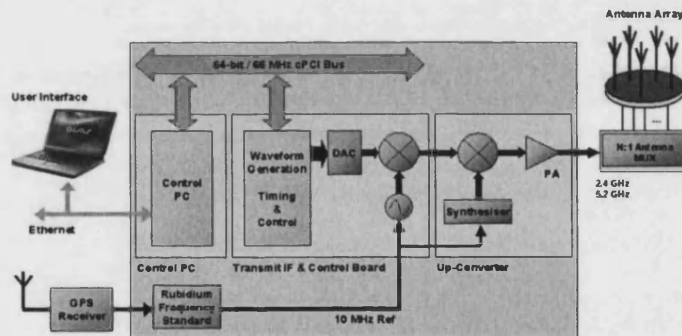 Antenna Array
64-bit / 66 MHz cPCI Bus
User Interface
Control
PC
Waveform
Generation
Timing
&
Control
DAC
PA
N:1 Antenna
MUX
2.4 GHz
5.2 GHz
Synthesiser
Ethernet
Control PC
Transmit IF & Control Board
Up-Converter
GPS
Receiver
Rubidium
Frequency
Standard
10 MHz Ref